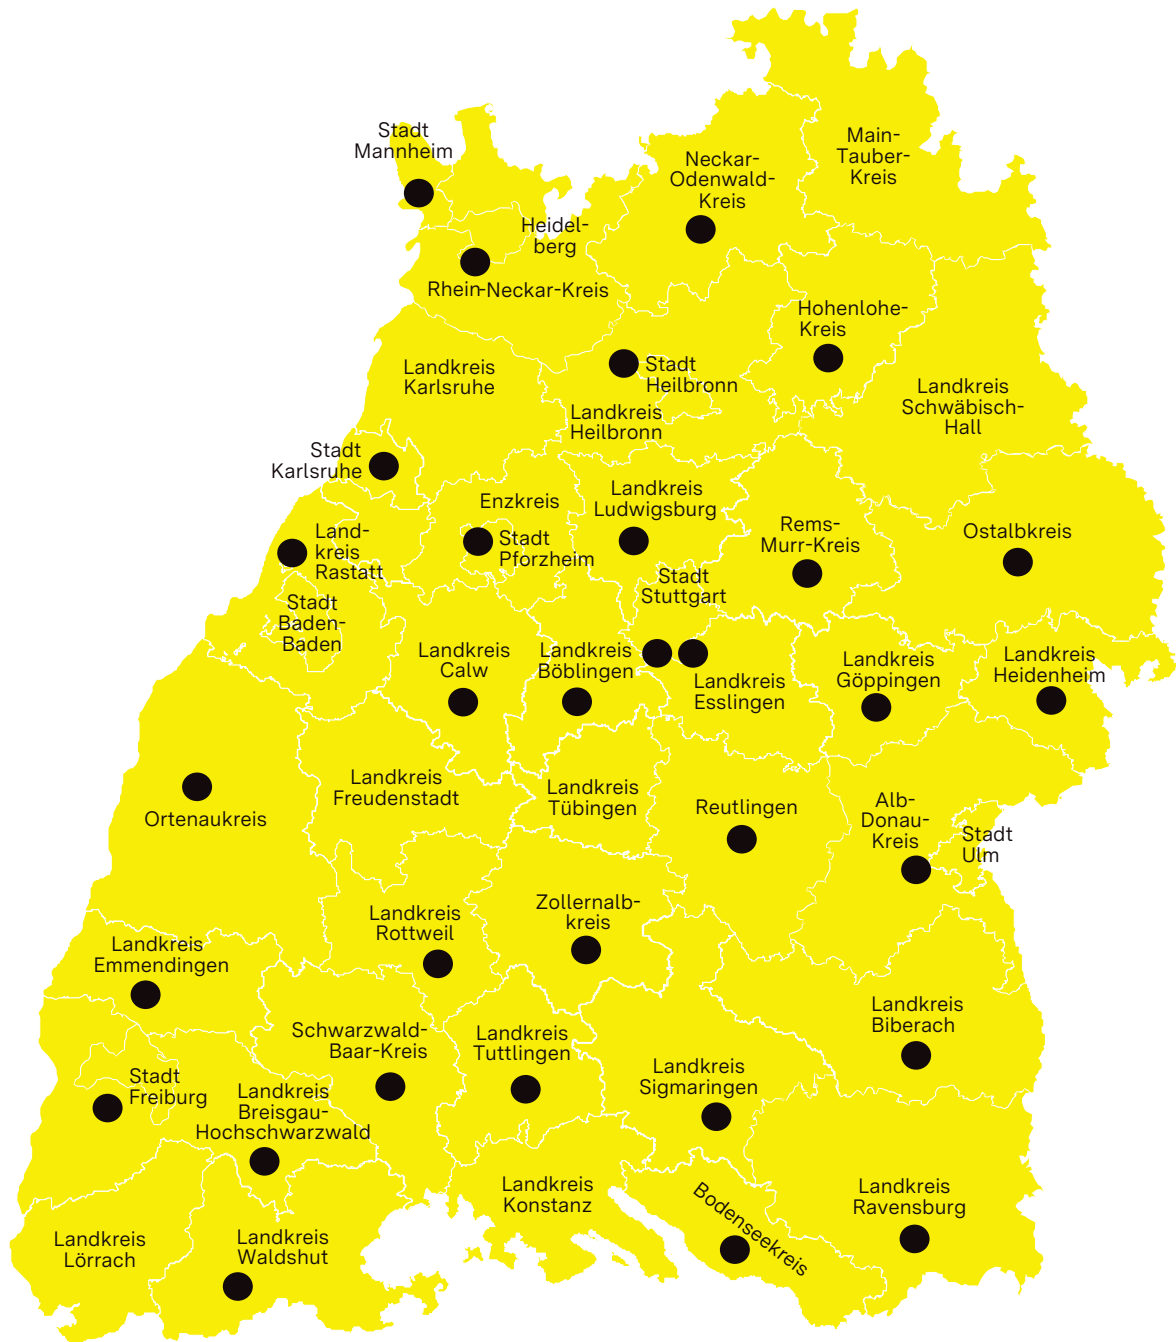 Stadt
Mannheim
Neckar-
Odenwald-
Kreis
Main-
Tauber-
Kreis
Heidel-
berg
Rhein-Neckar-Kreis
Hohenlohe-
Kreis
Landkreis
Karlsruhe
Stadt
Heilbronn
Landkreis
Heilbronn
Landkreis
Schwäbisch-
Hall
Stadt
Karlsruhe
Enzkreis
Landkreis
Ludwigsburg
Rems-
Murr-Kreis
Ostalbkreis
Land-
kreis
Rastatt
Stadt
Pforzheim
Stadt
Stuttgart
Stadt
Baden-
Baden
Landkreis
Calw
Landkreis
Böblingen
Landkreis
Esslingen
Landkreis
Göppingen
Landkreis
Heidenheim
Ortenaukreis
Landkreis
Freudenstadt
Landkreis
Tübingen
Reutlingen
Alb-
Donau-
Kreis
Stadt
Ulm
Landkreis
Rottweil
Zollernalb-
kreis
Landkreis
Emmendingen
Schwarzwald-
Baar-Kreis
Landkreis
Tuttlingen
Landkreis
Biberach
Stadt
Freiburg
Landkreis
Breisgau-
Hochschwarzwald
Landkreis
Sigmaringen
Landkreis
Konstanz
Bodenseekreis
Landkreis
Ravensburg
Landkreis
Lörrach
Landkreis
Waldshut